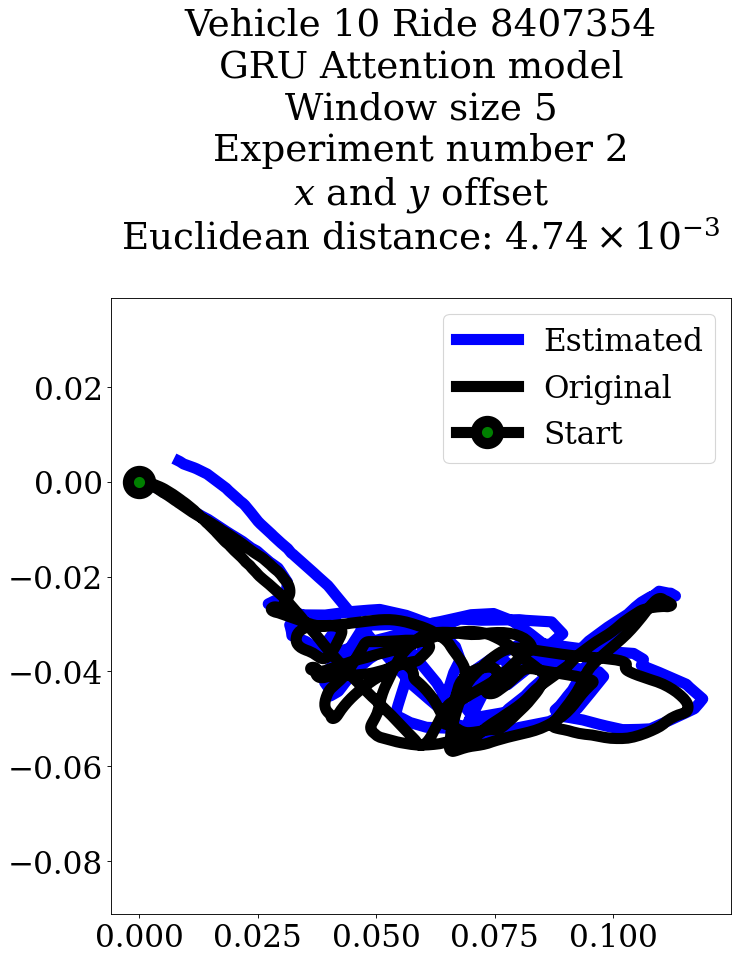 Vehicle 10 Ride 8407354
GRU Attention model
Window size 5
Experiment number 2
x and y offset
Euclidean distance: 4.74 × 10⁻³
Estimated
Original
Start
0.02
0.00
−0.02
−0.04
−0.06
−0.08
0.000 0.025 0.050 0.075 0.100